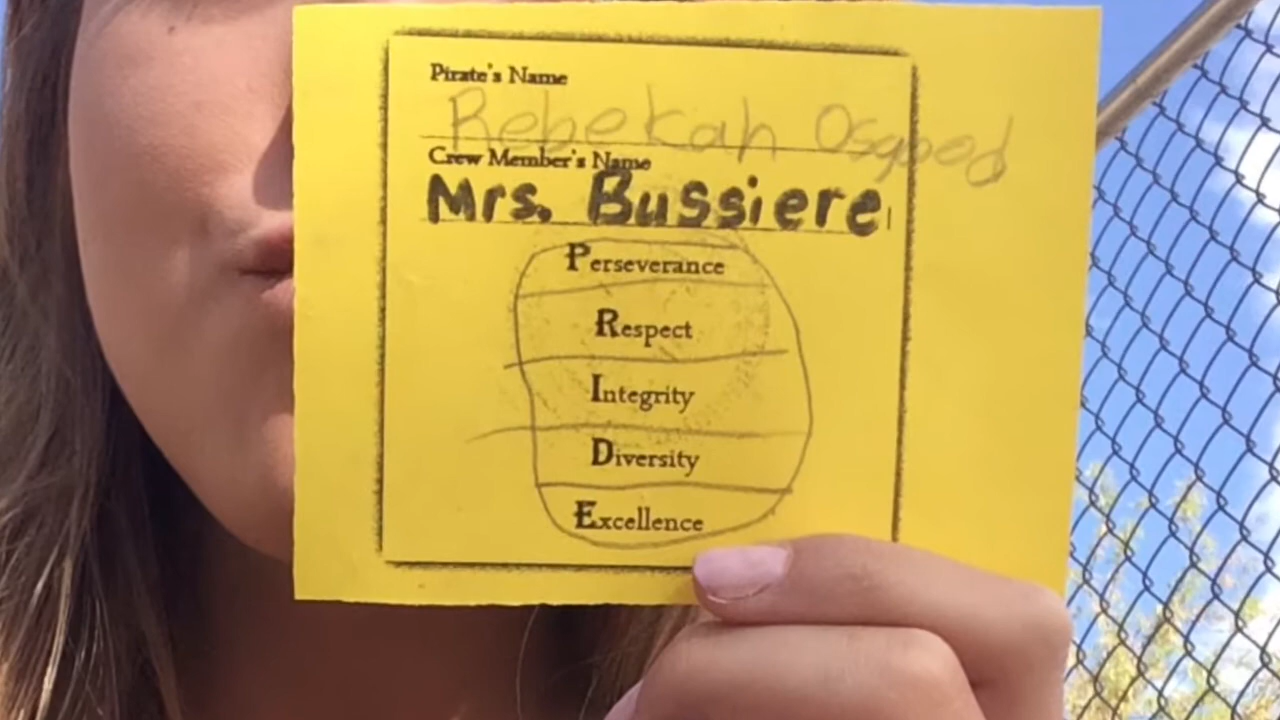 Pirate's Name
Rebekah Osgood
Crew Member's Name
Mrs. Bussiere
Perseverance
Respect
Integrity
Diversity
Excellence